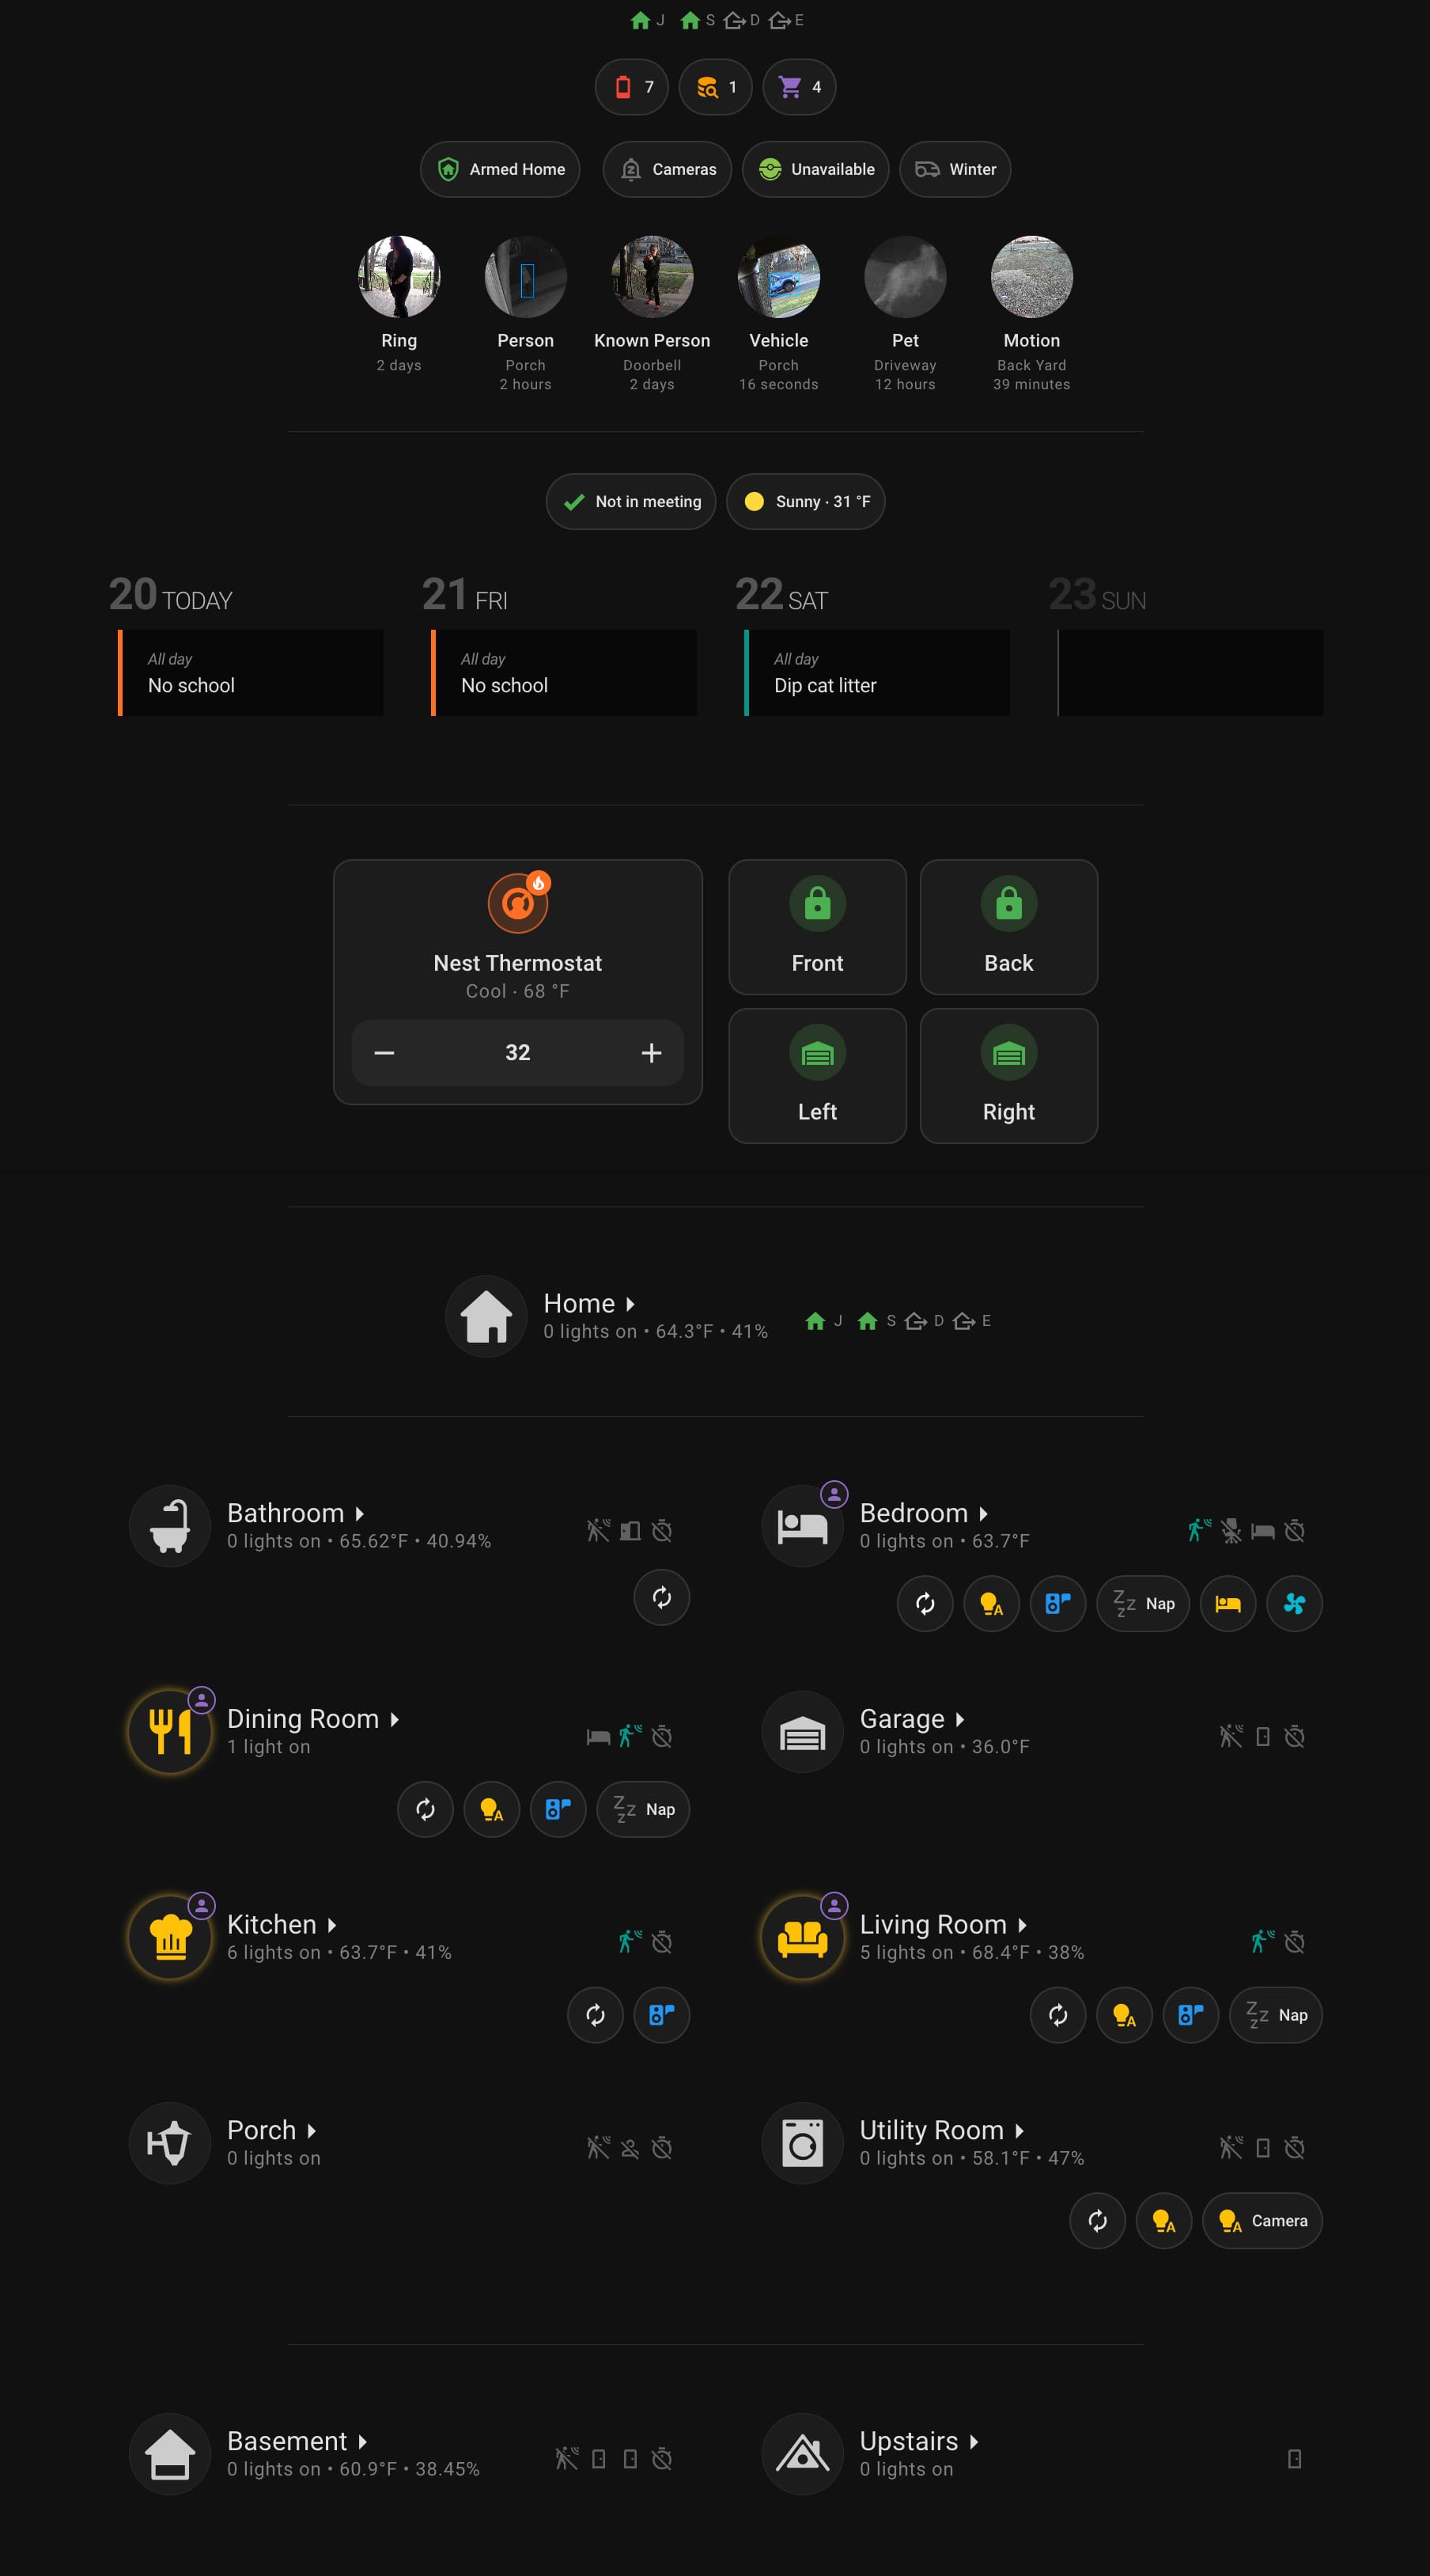 J S D E
7 1 4
Armed Home Cameras Unavailable Winter
Ring Person Known Person Vehicle Pet Motion
2 days Porch Doorbell Porch Driveway Back Yard
2 hours 2 days 16 seconds 12 hours 39 minutes
Not in meeting Sunny · 31 °F
20 TODAY 21 FRI 22 SAT 23 SUN
All day All day All day
No school No school Dip cat litter
Front Back
Nest Thermostat
Cool · 68 °F
32
Left Right
Home
0 lights on • 64.3°F • 41% J S D E
Bathroom
0 lights on • 65.62°F • 40.94%
Bedroom
0 lights on • 63.7°F
A Zzz Nap
Dining Room
1 light on
A Zzz Nap
Garage
0 lights on • 36.0°F
Kitchen
6 lights on • 63.7°F • 41%
Living Room
5 lights on • 68.4°F • 38%
A Zzz Nap
Porch
0 lights on
Utility Room
0 lights on • 58.1°F • 47%
A A Camera
Basement
0 lights on • 60.9°F • 38.45%
Upstairs
0 lights on